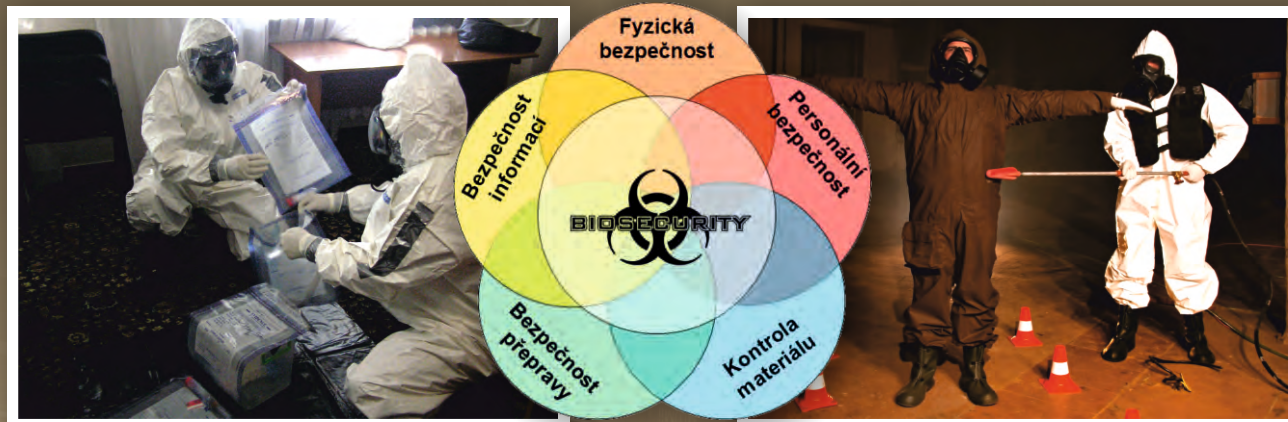 Fyzická
bezpečnost
Bezpečnost
informací
Personální
bezpečnost
BIOSECURITY
Bezpečnost
přepravy
Kontrola
materiálu